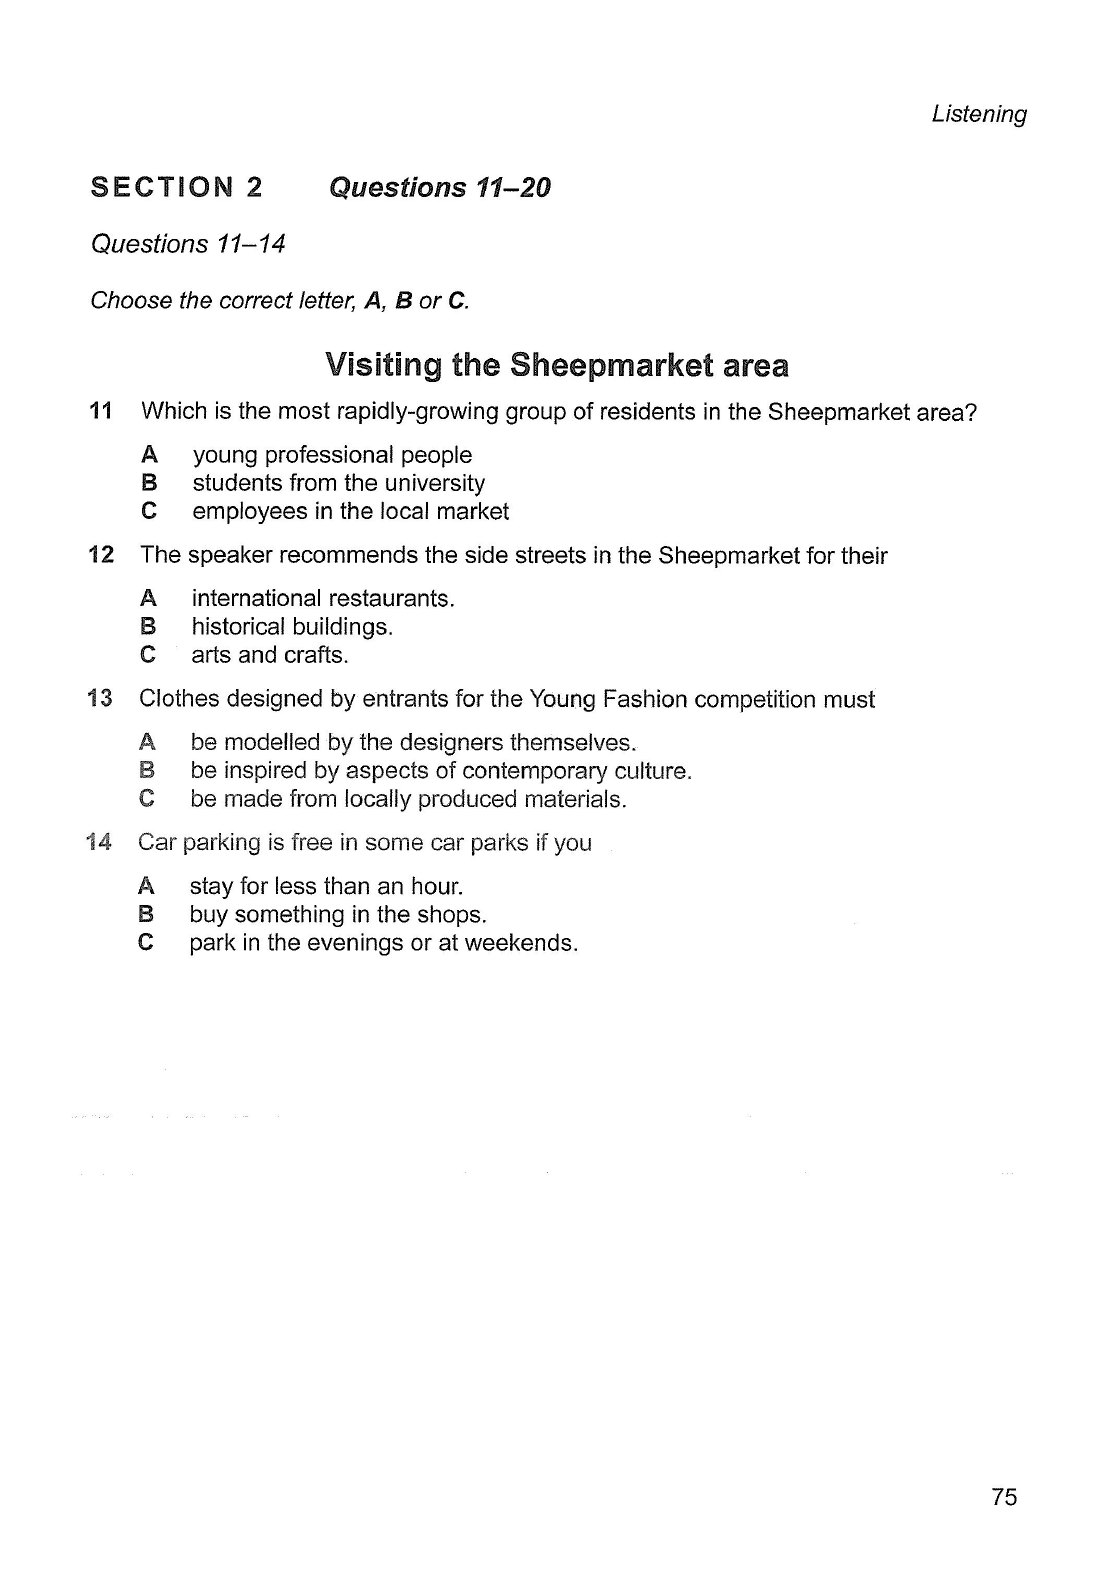 Listening
SECTION 2 Questions 11–20
Questions 11–14
Choose the correct letter, A, B or C.
Visiting the Sheepmarket area
11 Which is the most rapidly-growing group of residents in the Sheepmarket area?
A young professional people
B students from the university
C employees in the local market
12 The speaker recommends the side streets in the Sheepmarket for their
A international restaurants.
B historical buildings.
C arts and crafts.
13 Clothes designed by entrants for the Young Fashion competition must
A be modelled by the designers themselves.
B be inspired by aspects of contemporary culture.
C be made from locally produced materials.
14 Car parking is free in some car parks if you
A stay for less than an hour.
B buy something in the shops.
C park in the evenings or at weekends.
75